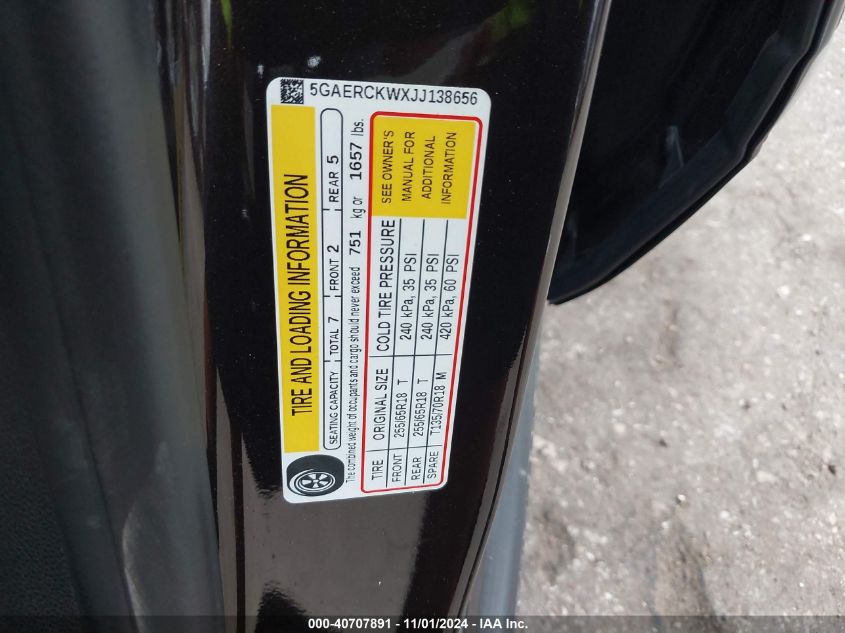 5GAERCKWXJJ138656
TIRE AND LOADING INFORMATION
SEATING CAPACITY TOTAL 7 FRONT 2 REAR 5
The combined weight of occupants and cargo should never exceed 751 kg or 1657 lbs.
TIRE ORIGINAL SIZE COLD TIRE PRESSURE
FRONT 255/65R18 T 240 kPa, 35 PSI
REAR 255/65R18 T 240 kPa, 35 PSI
SPARE T135/70R18 M 420 kPa, 60 PSI
SEE OWNER'S
MANUAL FOR
ADDITIONAL
INFORMATION
000-40707891 - 11/01/2024 - IAA Inc.